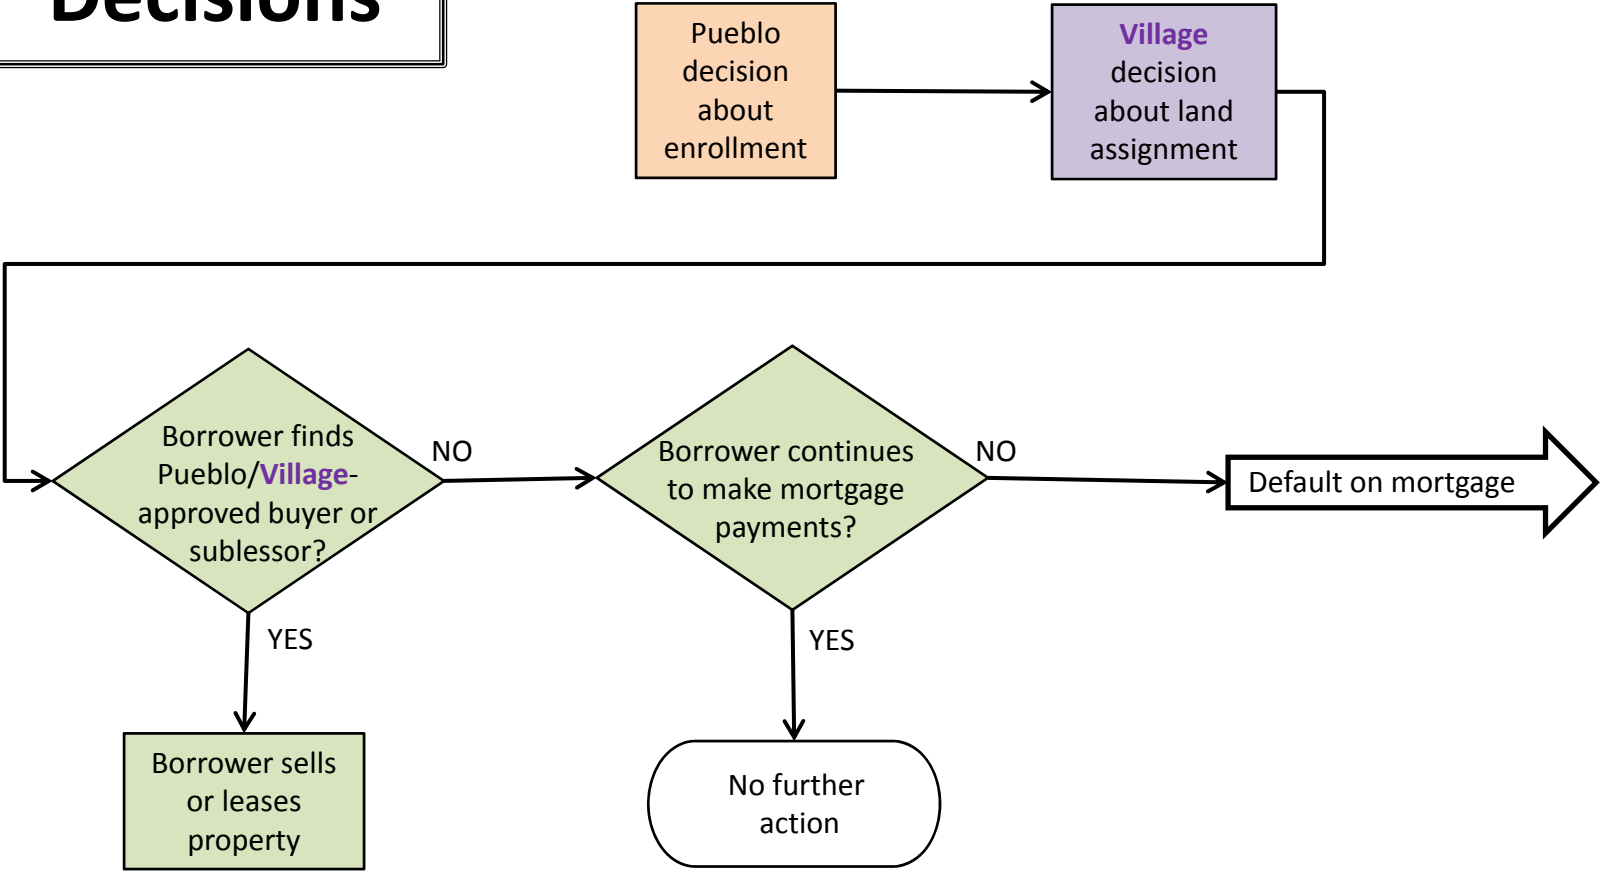 Decisions
Pueblo
decision
about
enrollment
Village
decision
about land
assignment
Borrower finds
Pueblo/Village-
approved buyer or
sublessor?
NO
Borrower continues
to make mortgage
payments?
NO
Default on mortgage
YES
YES
Borrower sells
or leases
property
No further
action